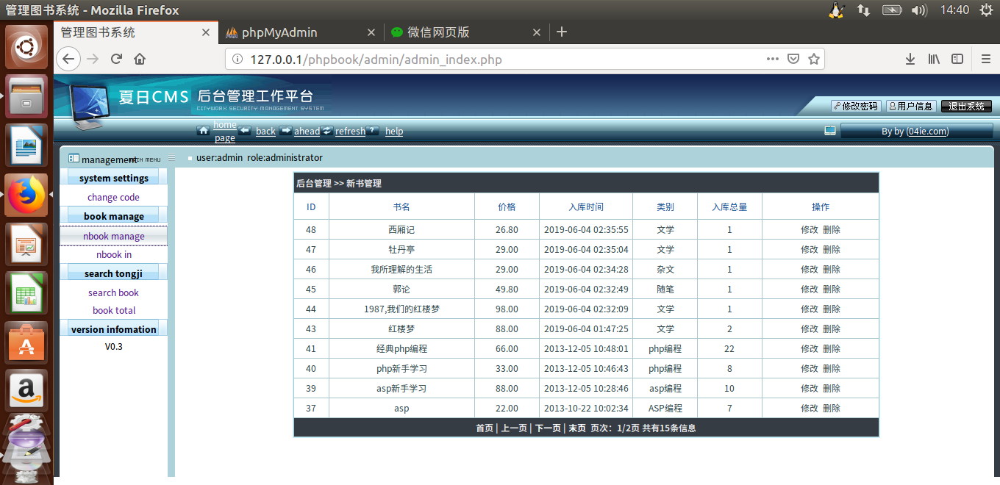 管理图书系统 - Mozilla Firefox
14:40
管理图书系统
phpMyAdmin
微信网页版
127.0.0.1/phpbook/admin/admin_index.php
夏日CMS 后台管理工作平台
CITYWORK SECURITY MANAGEMENT SYSTEM
修改密码 用户信息 退出系统
home page back ahead refresh ? help
By by (04ie.com)
management MAIN MENU
user:admin role:administrator
system settings
change code
book manage
nbook manage
nbook in
search tongji
search book
book total
version infomation
V0.3
后台管理 >> 新书管理
ID 书名 价格 入库时间 类别 入库总量 操作
48 西厢记 26.80 2019-06-04 02:35:55 文学 1 修改 删除
47 牡丹亭 29.00 2019-06-04 02:35:04 文学 1 修改 删除
46 我所理解的生活 29.00 2019-06-04 02:34:28 杂文 1 修改 删除
45 郭论 49.80 2019-06-04 02:32:49 随笔 1 修改 删除
44 1987,我们的红楼梦 98.00 2019-06-04 02:32:09 文学 1 修改 删除
43 红楼梦 88.00 2019-06-04 01:47:25 文学 2 修改 删除
41 经典php编程 66.00 2013-12-05 10:48:01 php编程 22 修改 删除
40 php新手学习 33.00 2013-12-05 10:46:43 php编程 8 修改 删除
39 asp新手学习 88.00 2013-12-05 10:28:46 asp编程 10 修改 删除
37 asp 22.00 2013-10-22 10:02:34 ASP编程 7 修改 删除
首页 | 上一页 | 下一页 | 末页 页次：1/2页 共有15条信息